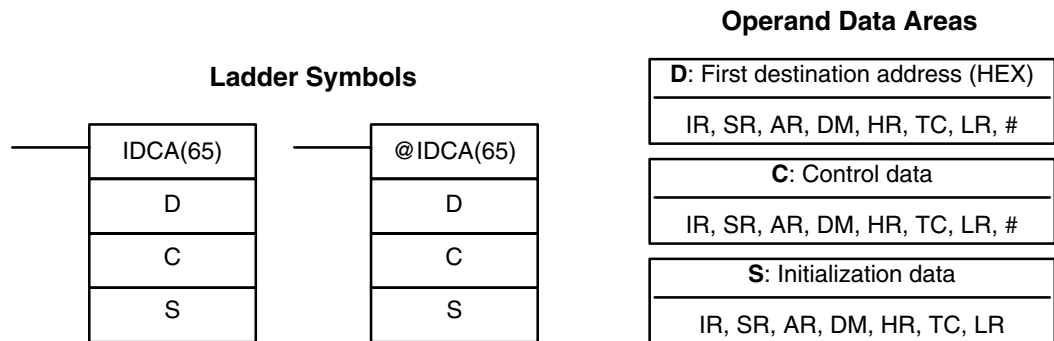 Ladder Symbols
IDCA(65)
D
C
S
@IDCA(65)
D
C
S
Operand Data Areas
D: First destination address (HEX)
IR, SR, AR, DM, HR, TC, LR, #
C: Control data
IR, SR, AR, DM, HR, TC, LR, #
S: Initialization data
IR, SR, AR, DM, HR, TC, LR